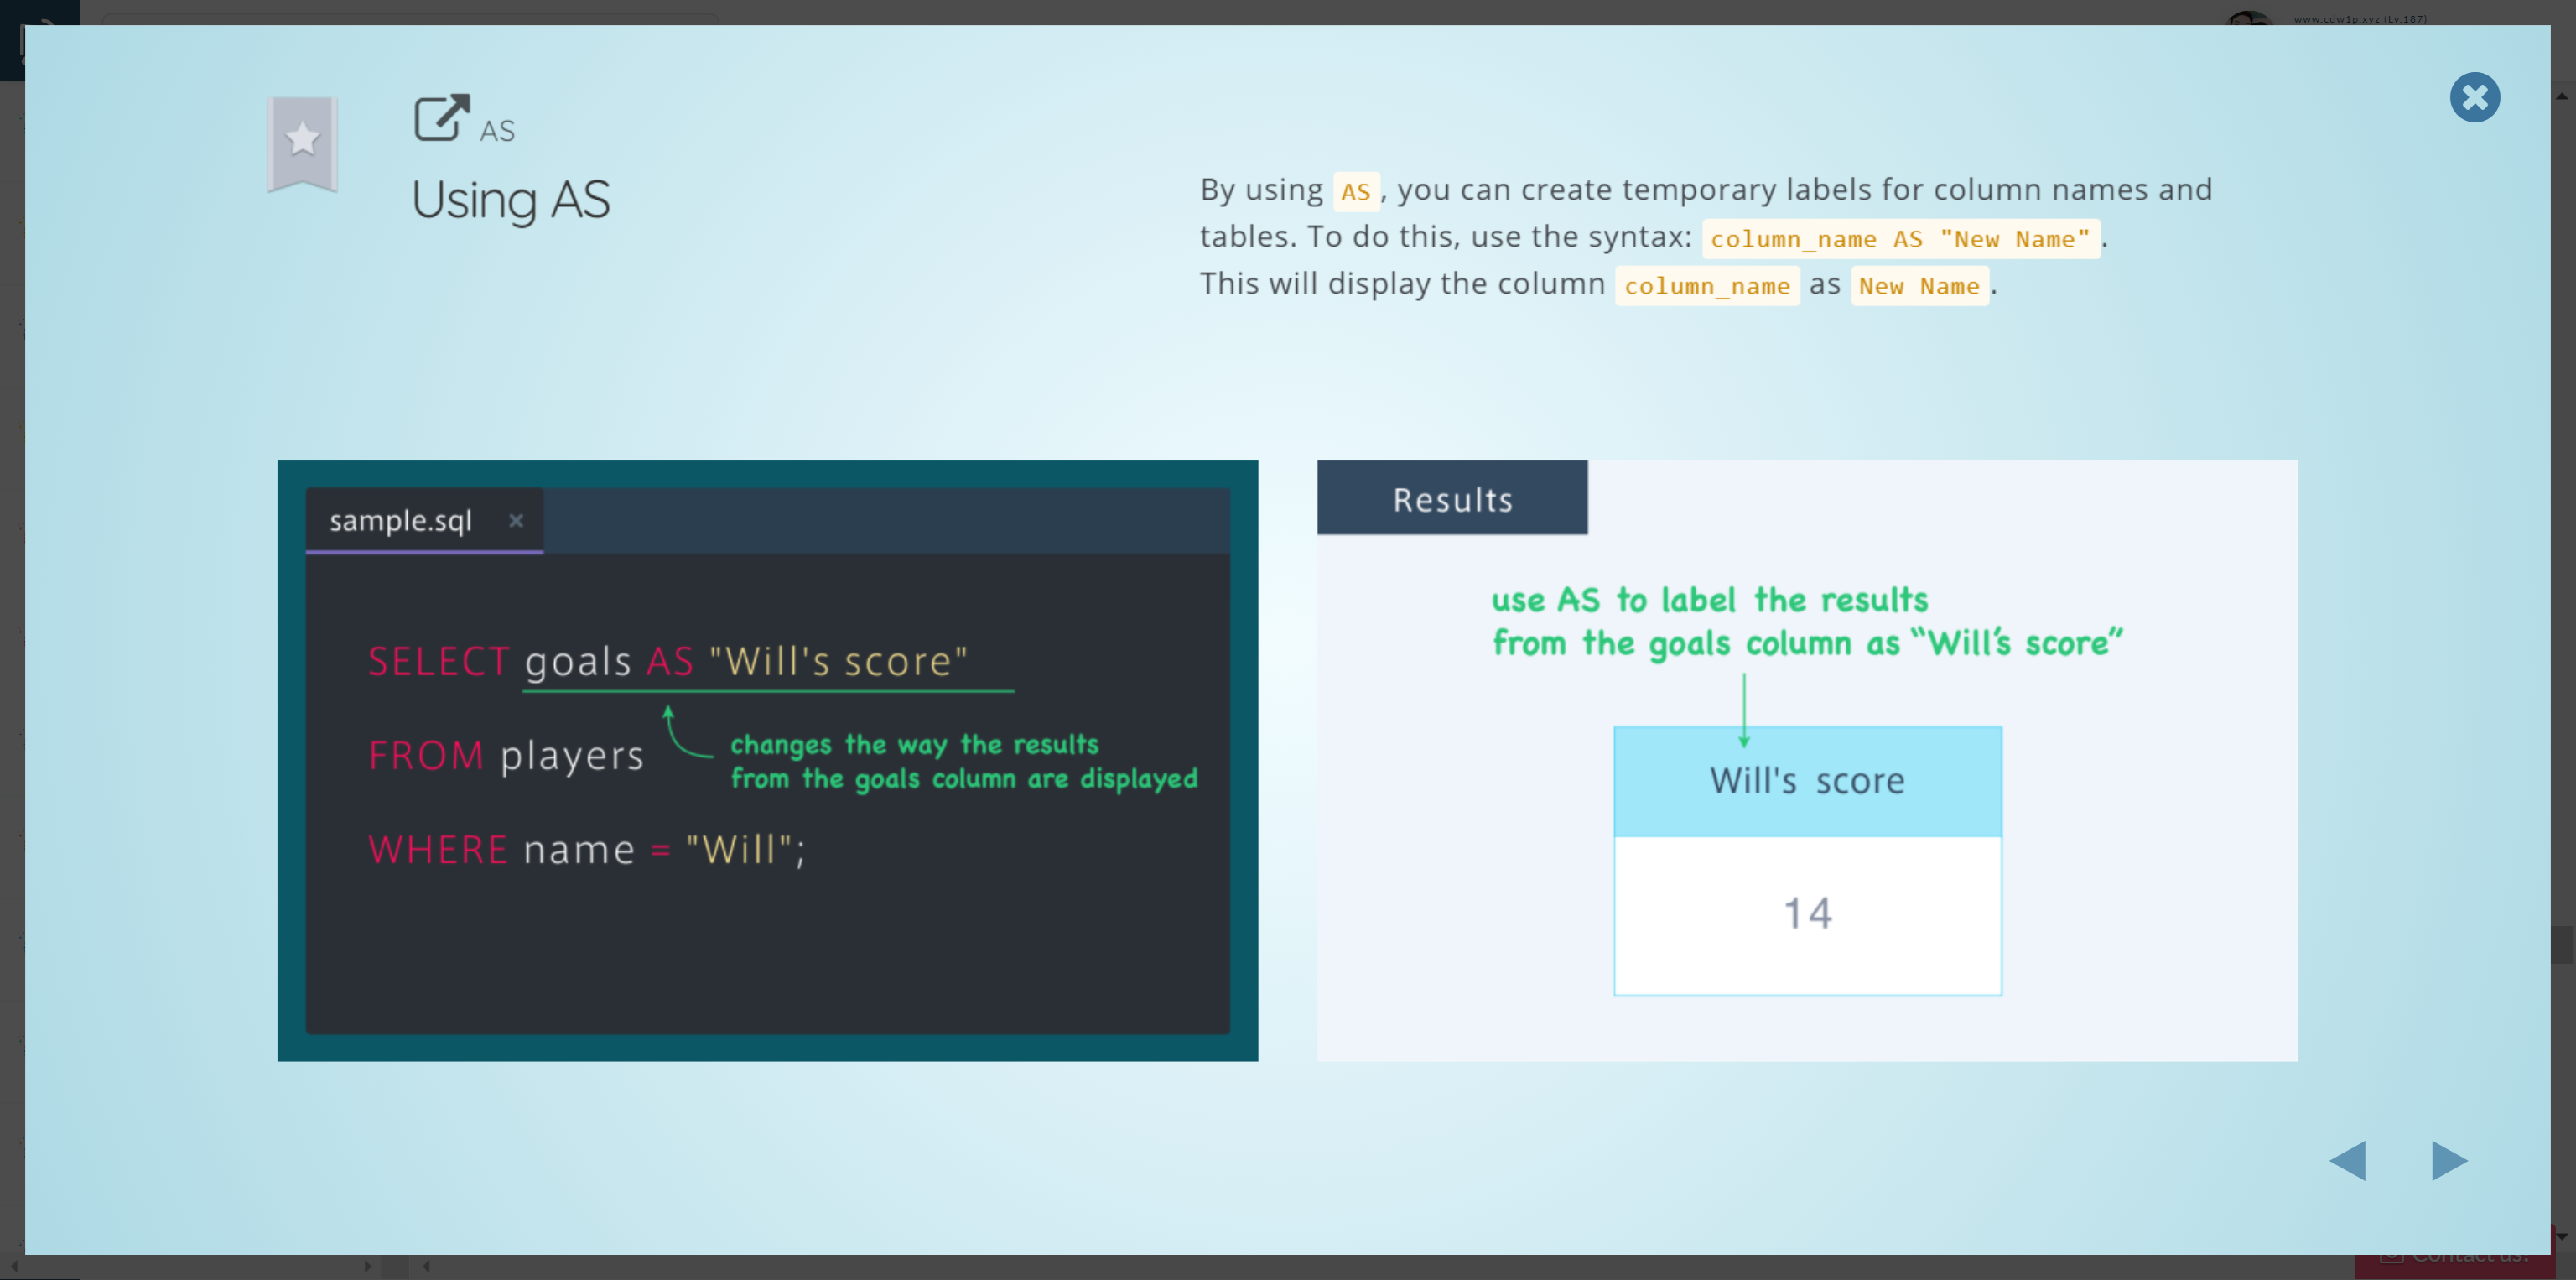 www.cdw1p.xyz (Lv.187)
AS
Using AS
By using AS, you can create temporary labels for column names and
tables. To do this, use the syntax: column_name AS "New Name".
This will display the column column_name as New Name.
sample.sql ×
SELECT goals AS "Will's score"
changes the way the results
from the goals column are displayed
FROM players
WHERE name = "Will";
Results
use AS to label the results
from the goals column as “Will’s score”
Will's score
14
Contact us!